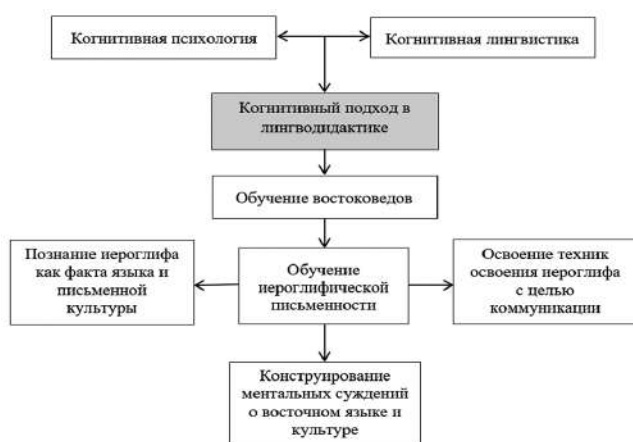 Когнитивная психология
Когнитивная лингвистика
Когнитивный подход в
лингводидактике
Обучение востоковедов
Познание иероглифа
как факта языка и
письменной
культуры
Обучение
иероглифической
письменности
Освоение техник
освоения иероглифа
с целью
коммуникации
Конструирование
ментальных суждений
о восточном языке и
культуре